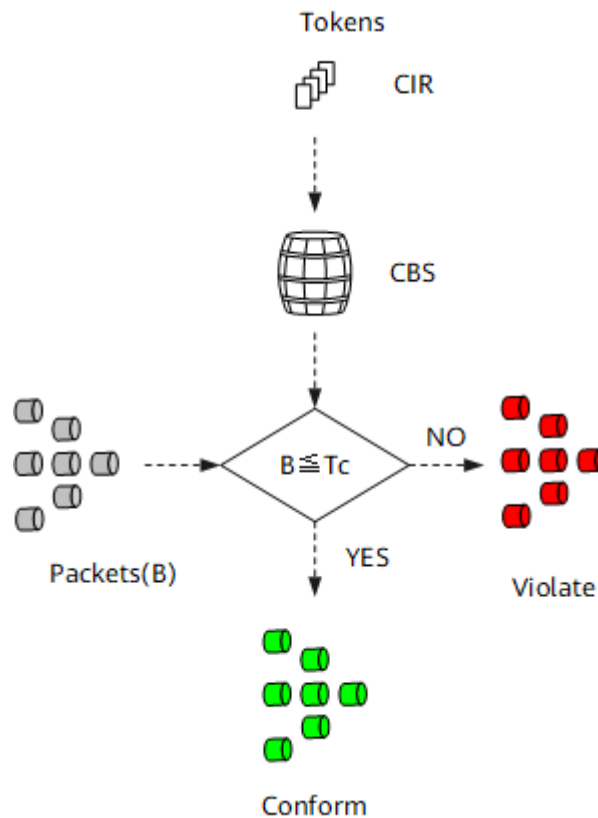 Tokens
CIR
CBS
B≦Tc
NO
Packets(B)
YES
Violate
Conform